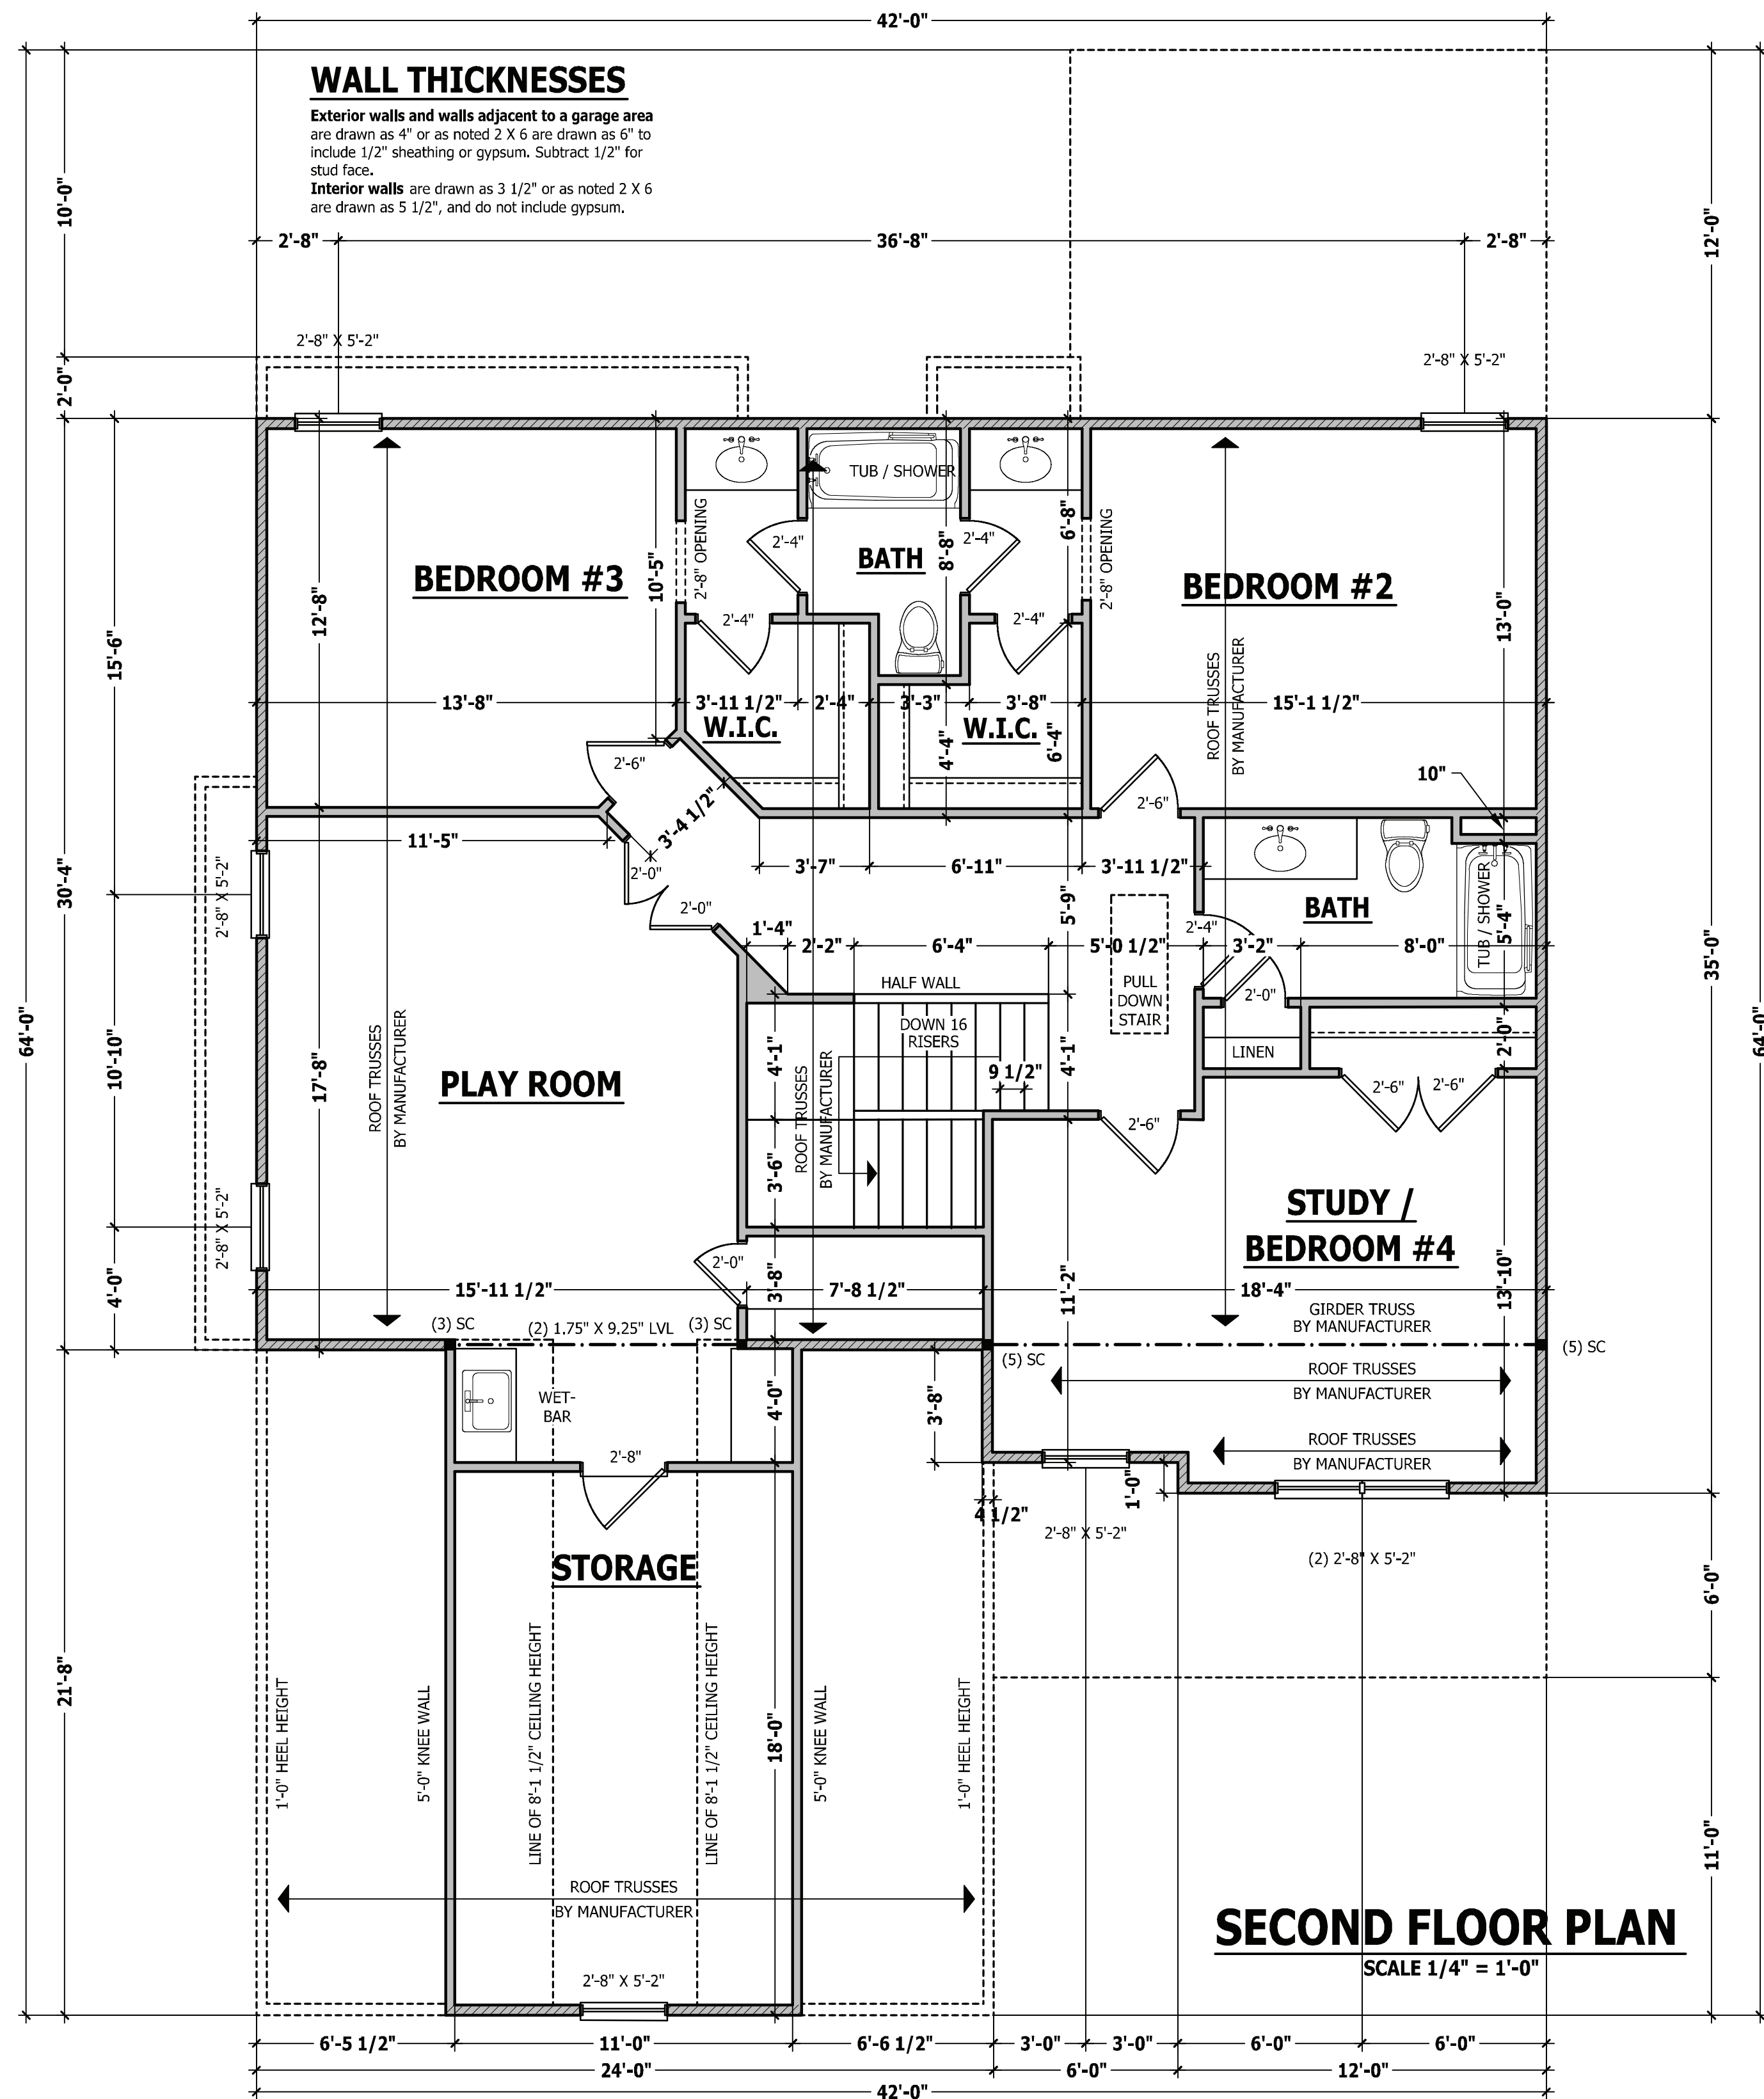 42'-0"
WALL THICKNESSES
Exterior walls and walls adjacent to a garage area
are drawn as 4" or as noted 2 X 6 are drawn as 6" to
include 1/2" sheathing or gypsum. Subtract 1/2" for
stud face.
Interior walls are drawn as 3 1/2" or as noted 2 X 6
are drawn as 5 1/2", and do not include gypsum.
10'-0"
12'-0"
2'-8"
36'-8"
2'-8"
2'-8" X 5'-2"
2'-8" X 5'-2"
2'-0"
TUB / SHOWER
2'-8" OPENING
2'-4"
BATH
8'-8"
2'-4"
6'-8"
2'-8" OPENING
BEDROOM #3
10'-5"
BEDROOM #2
12'-8"
13'-0"
15'-6"
2'-4"
2'-4"
ROOF TRUSSES
BY MANUFACTURER
13'-8"
3'-11 1/2"
2'-4"
3'-3"
3'-8"
15'-1 1/2"
W.I.C.
W.I.C.
4'-4"
6'-4"
2'-6"
10"
2'-6"
3'-4 1/2"
11'-5"
3'-7"
6'-11"
3'-11 1/2"
2'-0"
2'-8" X 5'-2"
30'-4"
2'-0"
5'-9"
BATH
TUB / SHOWER
5'-4"
1'-4"
2'-2"
6'-4"
5'-0 1/2"
2'-4"
3'-2"
8'-0"
35'-0"
HALF WALL
PULL
DOWN
STAIR
2'-0"
DOWN 16
RISERS
64'-0"
64'-0"
10'-10"
17'-8"
ROOF TRUSSES
BY MANUFACTURER
PLAY ROOM
4'-1"
9 1/2"
4'-1"
LINEN
2'-0"
2'-6"
2'-6"
2'-6"
ROOF TRUSSES
BY MANUFACTURER
3'-6"
STUDY /
BEDROOM #4
2'-8" X 5'-2"
4'-0"
2'-0"
15'-11 1/2"
3'-8"
7'-8 1/2"
11'-2"
18'-4"
13'-10"
GIRDER TRUSS
BY MANUFACTURER
(3) SC
(2) 1.75" X 9.25" LVL
(3) SC
(5) SC
(5) SC
ROOF TRUSSES
BY MANUFACTURER
WET-
BAR
4'-0"
3'-8"
ROOF TRUSSES
BY MANUFACTURER
2'-8"
1'-0"
4 1/2"
2'-8" X 5'-2"
(2) 2'-8" X 5'-2"
STORAGE
6'-0"
21'-8"
1'-0" HEEL HEIGHT
5'-0" KNEE WALL
LINE OF 8'-1 1/2" CEILING HEIGHT
LINE OF 8'-1 1/2" CEILING HEIGHT
18'-0"
5'-0" KNEE WALL
1'-0" HEEL HEIGHT
11'-0"
ROOF TRUSSES
BY MANUFACTURER
SECOND FLOOR PLAN
SCALE 1/4" = 1'-0"
2'-8" X 5'-2"
6'-5 1/2"
11'-0"
6'-6 1/2"
3'-0"
3'-0"
6'-0"
6'-0"
24'-0"
6'-0"
12'-0"
42'-0"